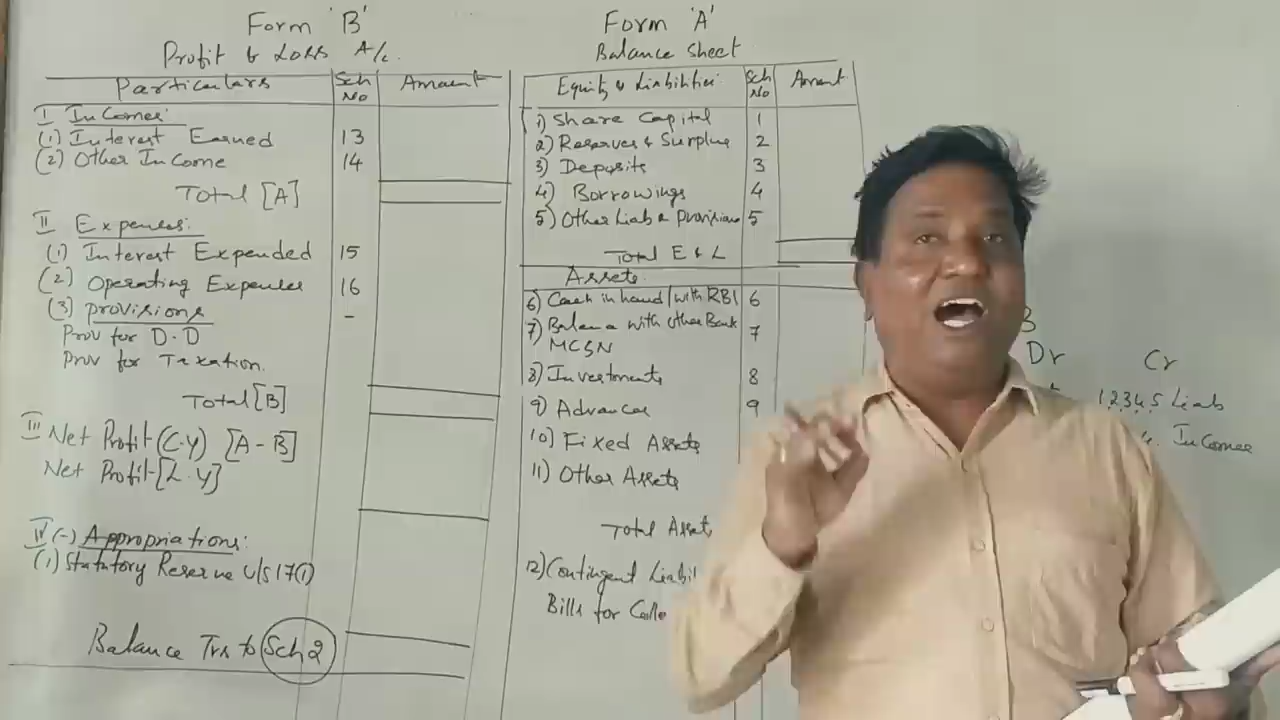 Form 'B'
Profit & Loss A/c.
Particulars Sch No Amount
I Incomes:
(1) Interest Earned 13
(2) Other Income 14
Total [A]
II Expenses:
(1) Interest Expended 15
(2) Operating Expenses 16
(3) Provisions -
Prov for D.D
Prov for Taxation.
Total [B]
III Net Profit (C.Y) [A-B]
Net Profit [L.Y]
IV (-) Appropriations:
(1) Statutory Reserve U/S 17(1)
Balance Trs to Sch 2
Form 'A'
Balance Sheet
Equity & Liabilities Sch No Amount
1) Share Capital 1
2) Reserves & Surplus 2
3) Deposits 3
4) Borrowings 4
5) Other Liab & Provisions 5
Total E & L
Assets
6) Cash in hand/with RBI 6
7) Balance with other Bank 7
MCSN
8) Investments 8
9) Advances 9
10) Fixed Assets
11) Other Assets
Total Asset
12) Contingent Liabil
Bills for Colle
Dr Cr
1,2,3,4,5 Liab
Incomes